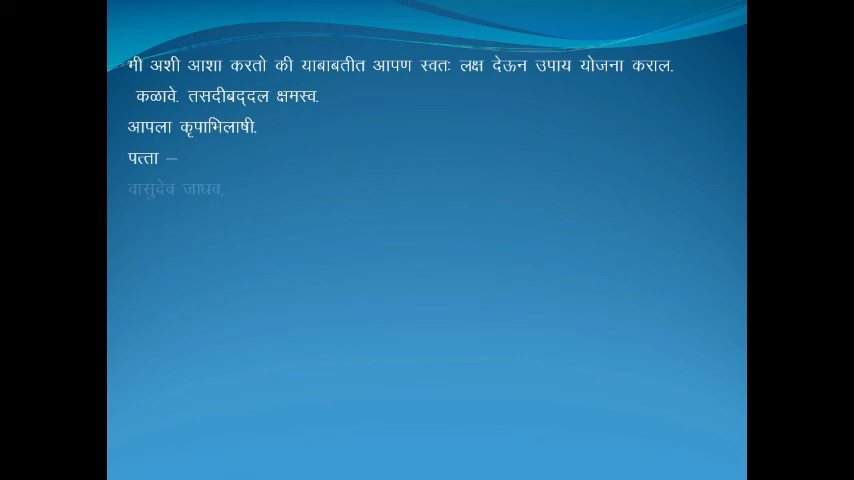 मी अशी आशा करतो की याबाबतीत आपण स्वतः लक्ष देऊन उपाय योजना कराल.
कळावे. तसदीबद्दल क्षमस्व.
आपला कृपाभिलाषी.
पत्ता –
वासुदेव जाधव,